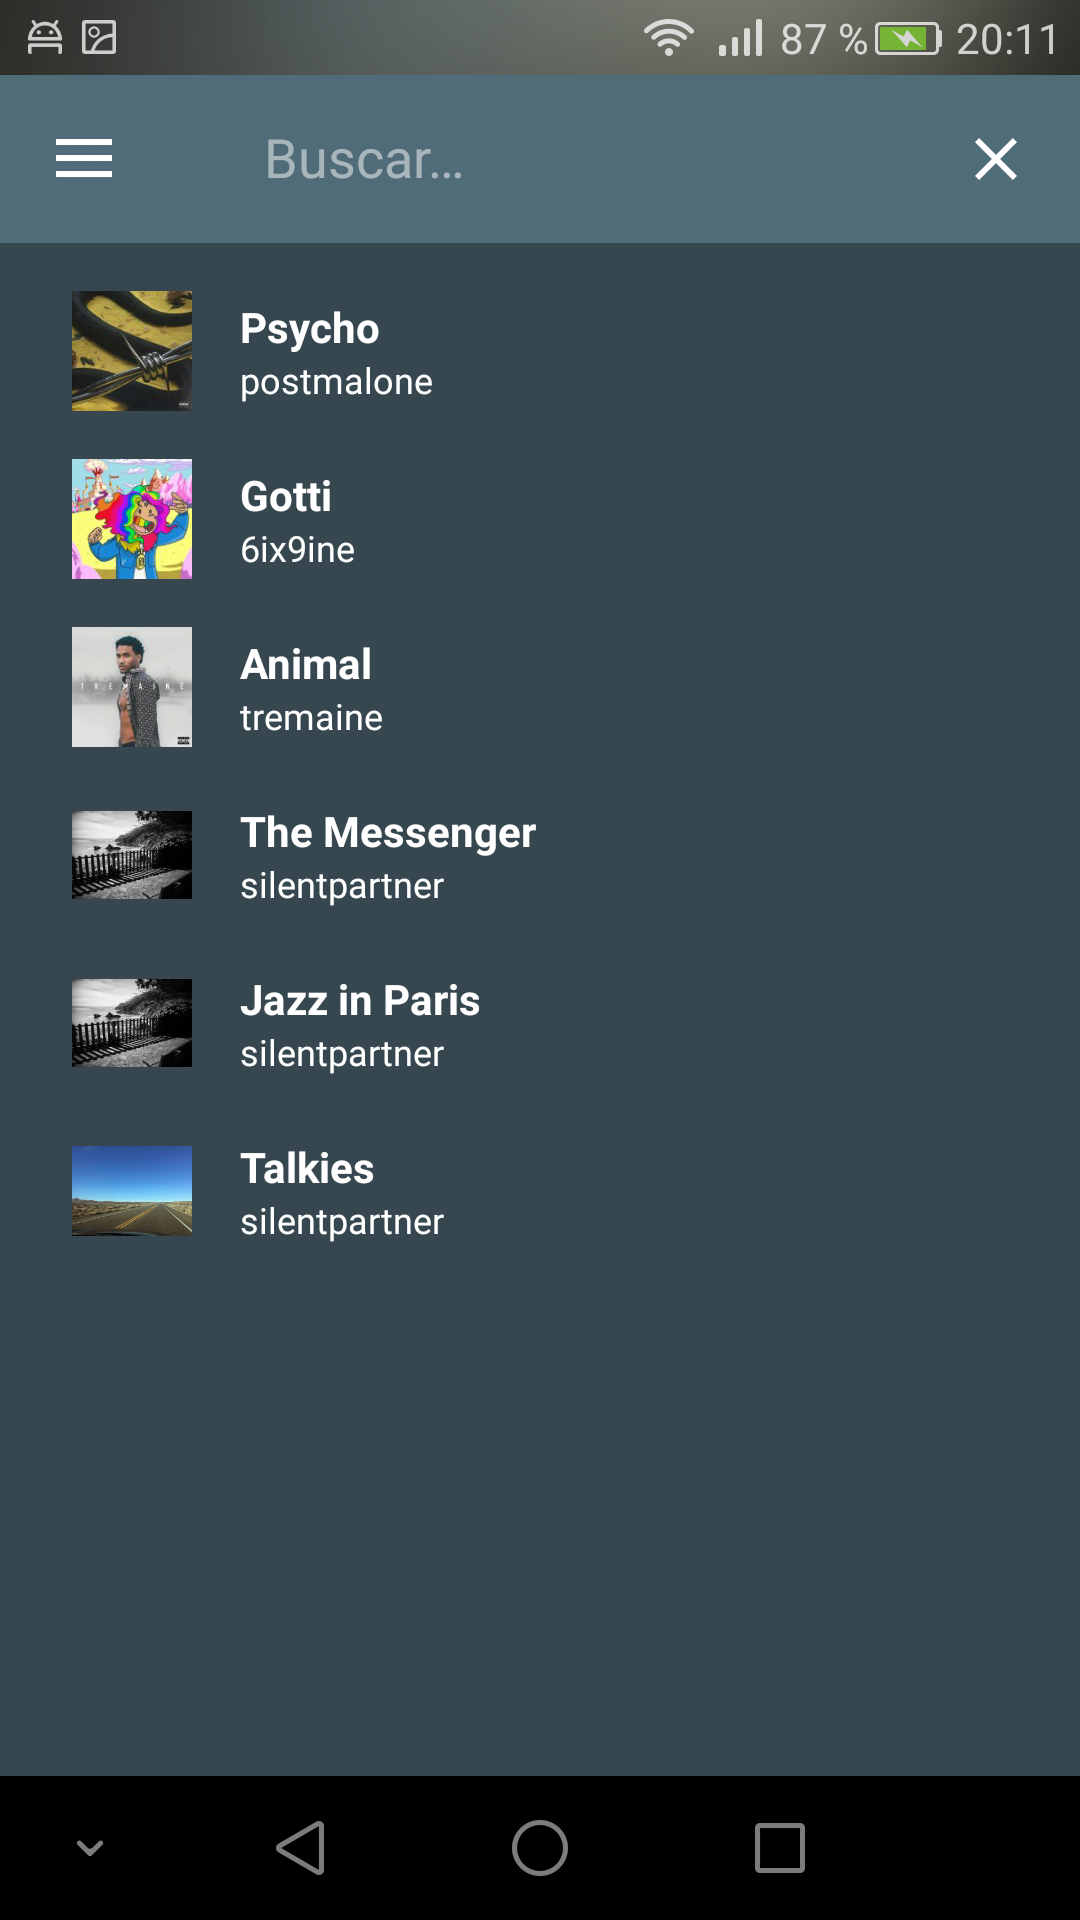 87 % 20:11
Buscar...
Psycho
postmalone
Gotti
6ix9ine
Animal
TREMAINE
tremaine
The Messenger
silentpartner
Jazz in Paris
silentpartner
Talkies
silentpartner